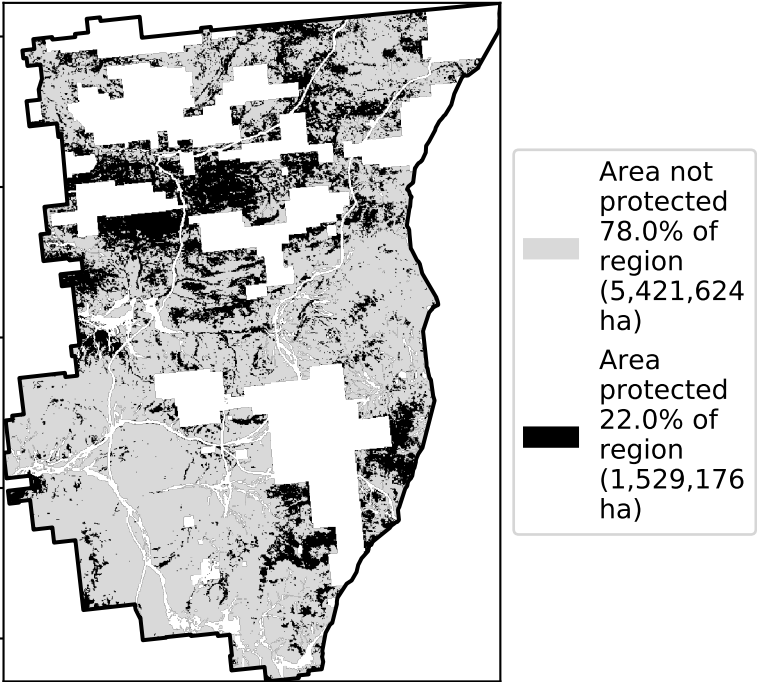 Area not
protected
78.0% of
region
(5,421,624
ha)
Area
protected
22.0% of
region
(1,529,176
ha)